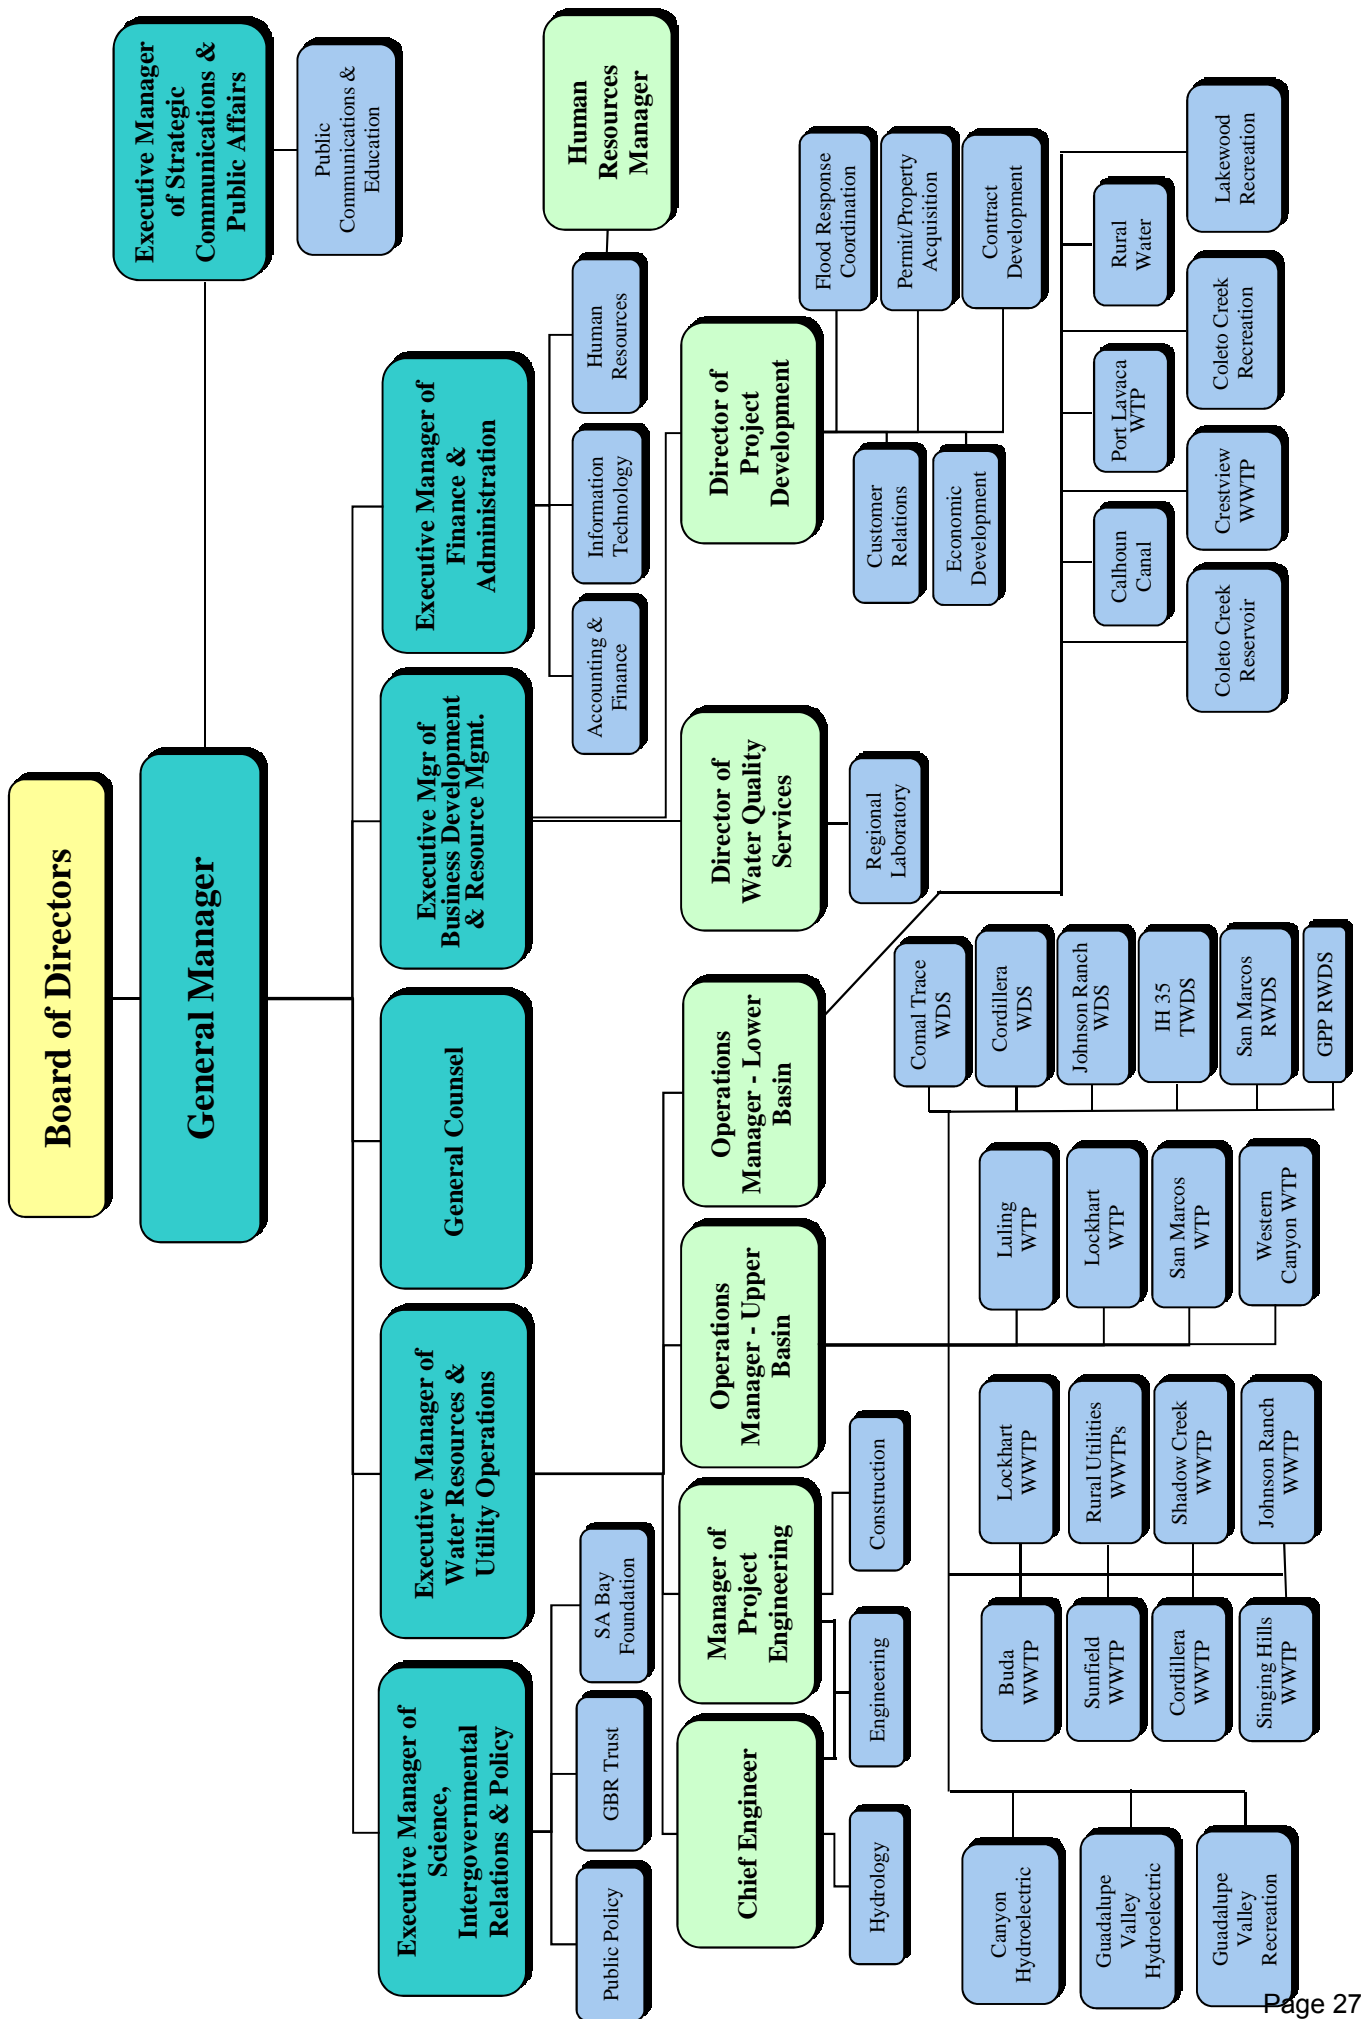 Board of Directors
General Manager
Executive Manager
of Strategic
Communications &
Public Affairs
Public
Communications &
Education
Executive Manager of
Science,
Intergovernmental
Relations & Policy
Executive Manager of
Water Resources &
Utility Operations
General Counsel
Executive Mgr of
Business Development
& Resource Mgmt.
Executive Manager of
Finance &
Administration
Human
Resources
Manager
Public Policy
GBR Trust
SA Bay
Foundation
Accounting &
Finance
Information
Technology
Human
Resources
Chief Engineer
Manager of
Project
Engineering
Operations
Manager - Upper
Basin
Operations
Manager - Lower
Basin
Director of
Water Quality
Services
Director of
Project
Development
Hydrology
Engineering
Construction
Regional
Laboratory
Customer
Relations
Economic
Development
Flood Response
Coordination
Permit/Property
Acquisition
Contract
Development
Canyon
Hydroelectric
Guadalupe
Valley
Hydroelectric
Guadalupe
Valley
Recreation
Buda
WWTP
Sunfield
WWTP
Cordillera
WWTP
Singing Hills
WWTP
Lockhart
WWTP
Rural Utilities
WWTPs
Shadow Creek
WWTP
Johnson Ranch
WWTP
Luling
WTP
Lockhart
WTP
San Marcos
WTP
Western
Canyon WTP
Comal Trace
WDS
Cordillera
WDS
Johnson Ranch
WDS
IH 35
TWDS
San Marcos
RWDS
GPP RWDS
Calhoun
Canal
Port Lavaca
WTP
Rural
Water
Coleto Creek
Reservoir
Crestview
WWTP
Coleto Creek
Recreation
Lakewood
Recreation
Page 27